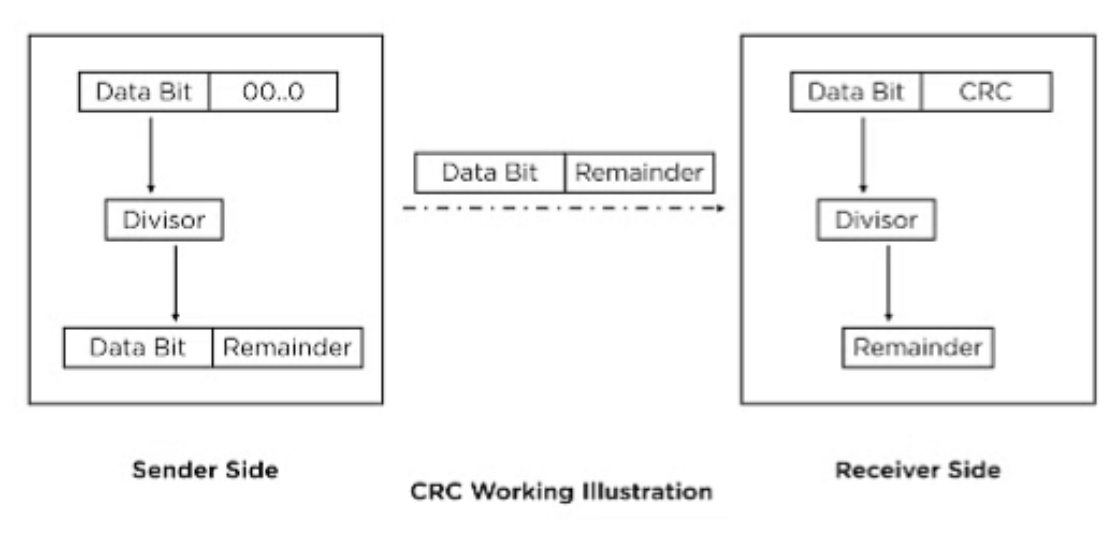 Data Bit 00..0
Divisor
Data Bit Remainder
Sender Side
Data Bit Remainder
CRC Working Illustration
Data Bit CRC
Divisor
Remainder
Receiver Side